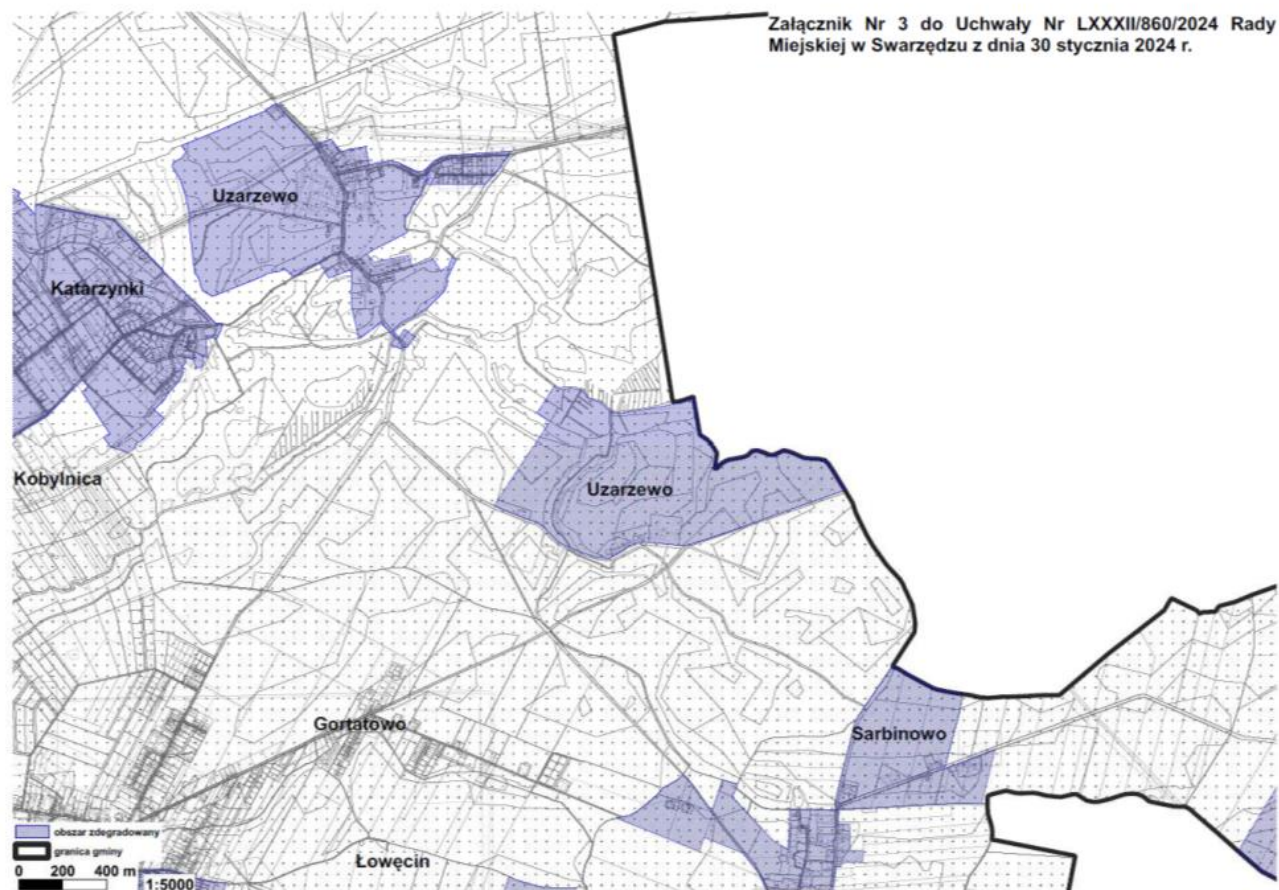 Załącznik Nr 3 do Uchwały Nr LXXXII/860/2024 Rady
Miejskiej w Swarzędzu z dnia 30 stycznia 2024 r.
Uzarzewo
Katarzynki
Kobylnica
Uzarzewo
Gortatowo
Sarbinowo
obszar zdegradowany
granica gminy
Łowęcin
0 200 400 m
1:5000